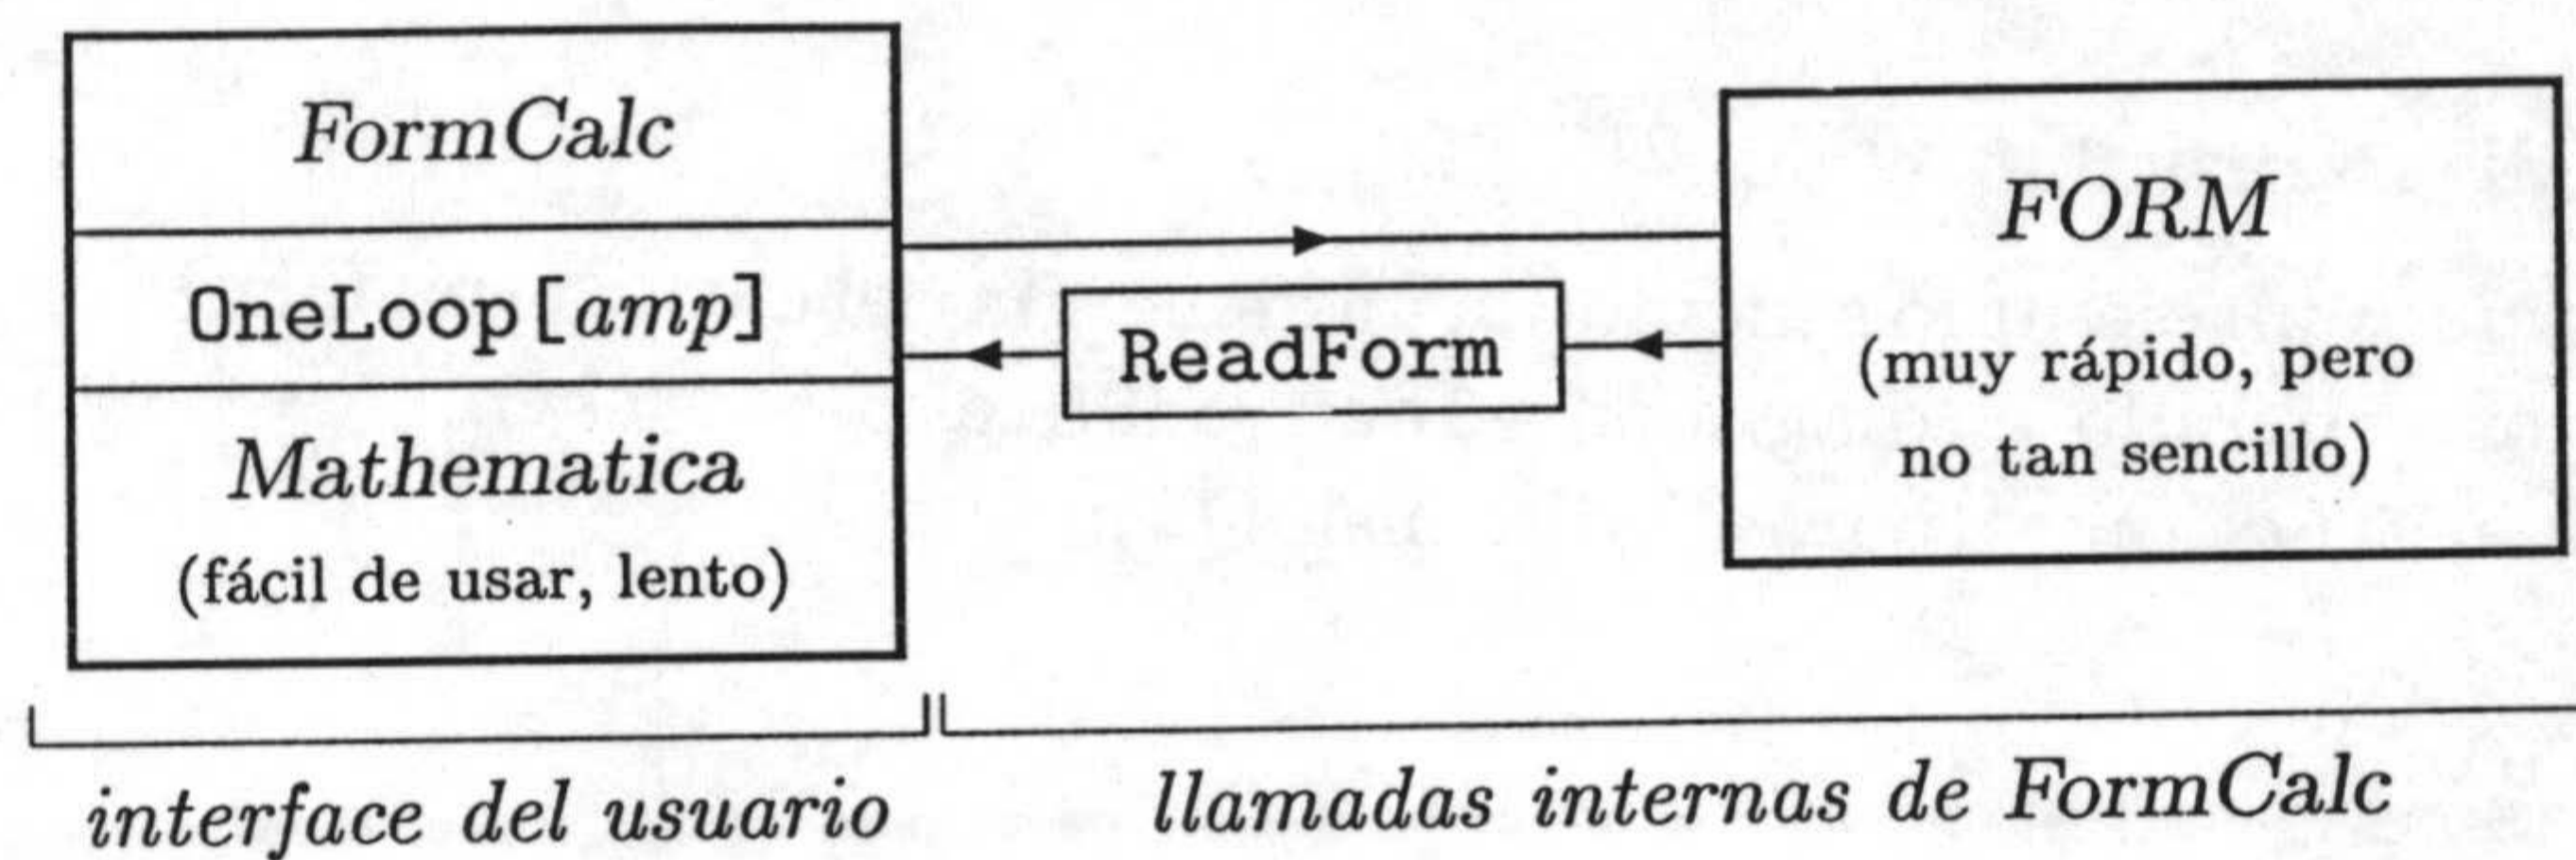 FormCalc
OneLoop[amp]
Mathematica
(fácil de usar, lento)
ReadForm
FORM
(muy rápido, pero
no tan sencillo)
interface del usuario
llamadas internas de FormCalc